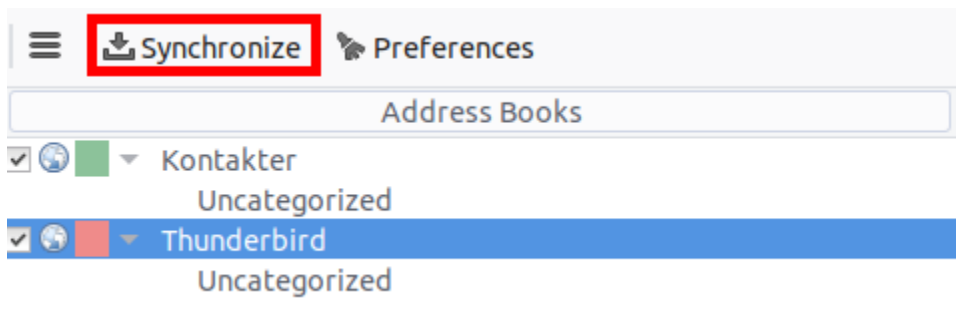 Synchronize Preferences
Address Books
Kontakter
Uncategorized
Thunderbird
Uncategorized